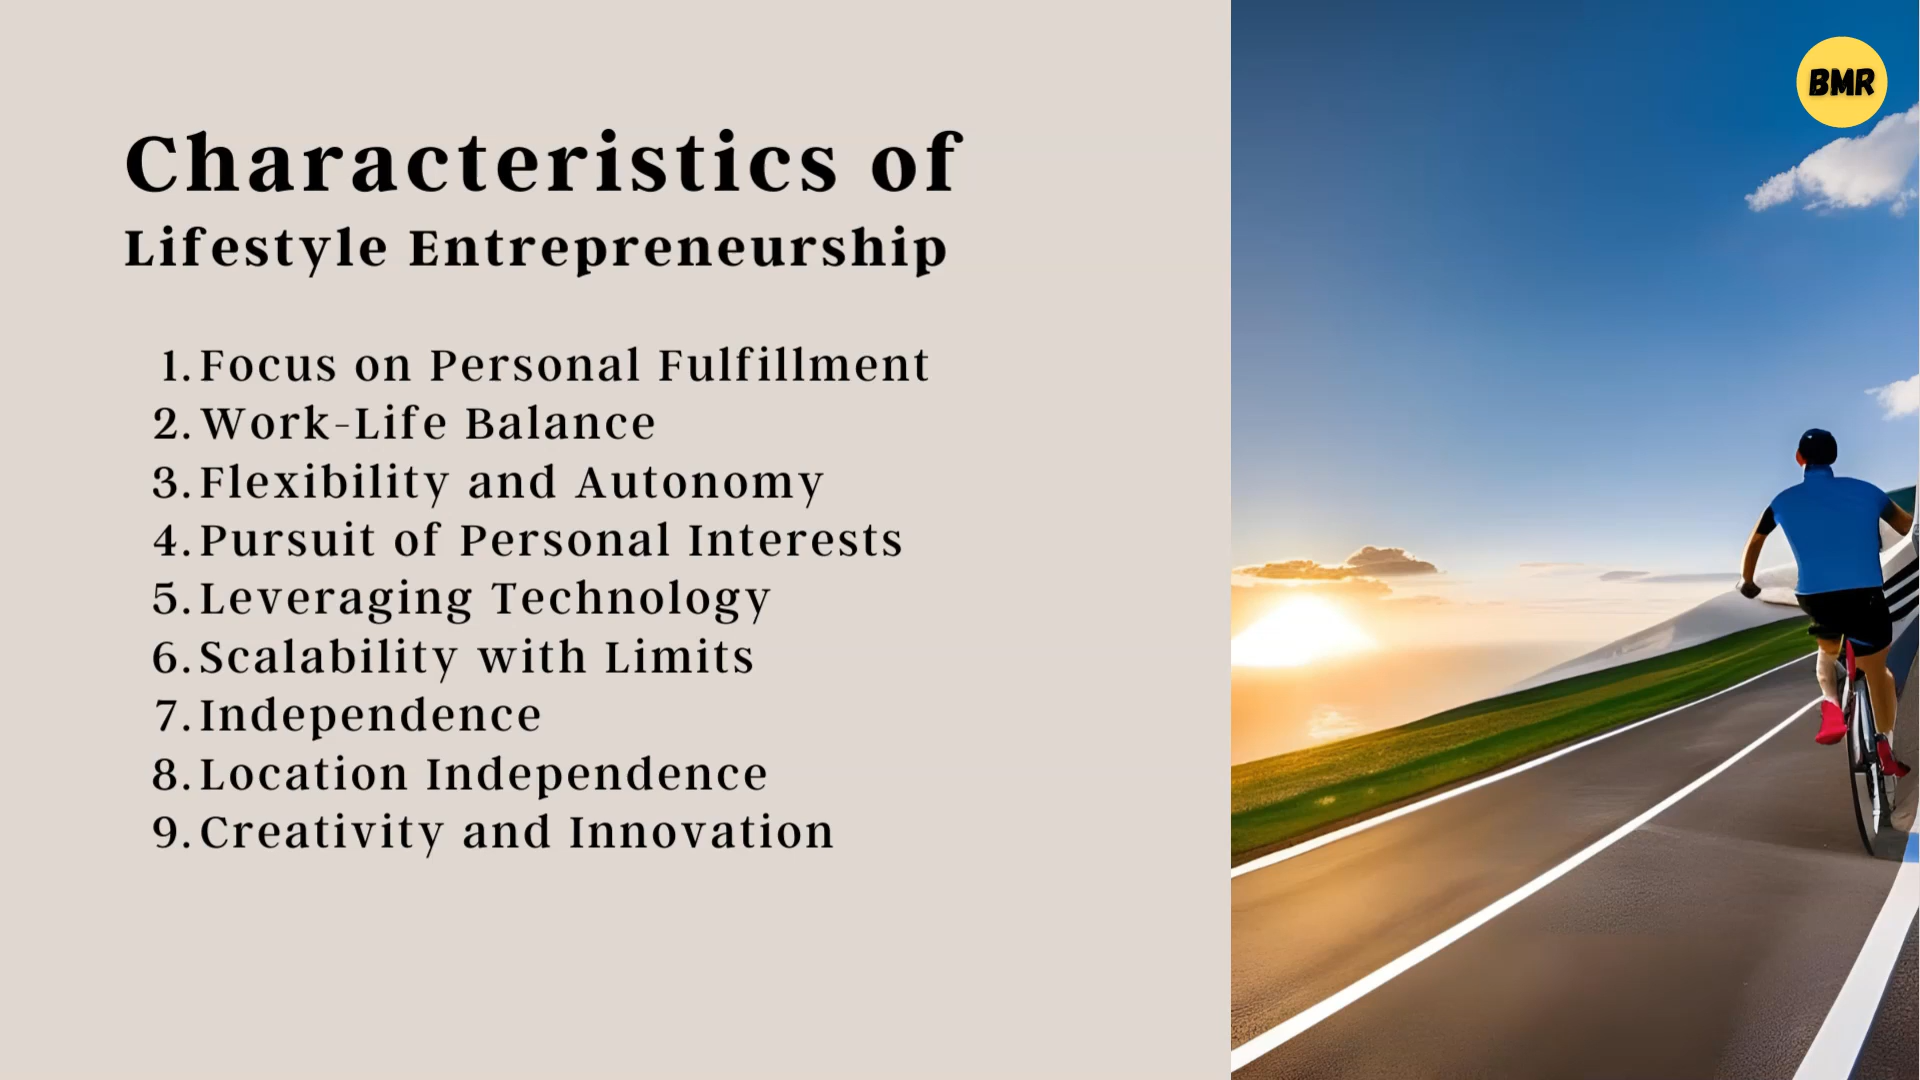 Characteristics of
Lifestyle Entrepreneurship
1. Focus on Personal Fulfillment
2. Work-Life Balance
3. Flexibility and Autonomy
4. Pursuit of Personal Interests
5. Leveraging Technology
6. Scalability with Limits
7. Independence
8. Location Independence
9. Creativity and Innovation
BMR